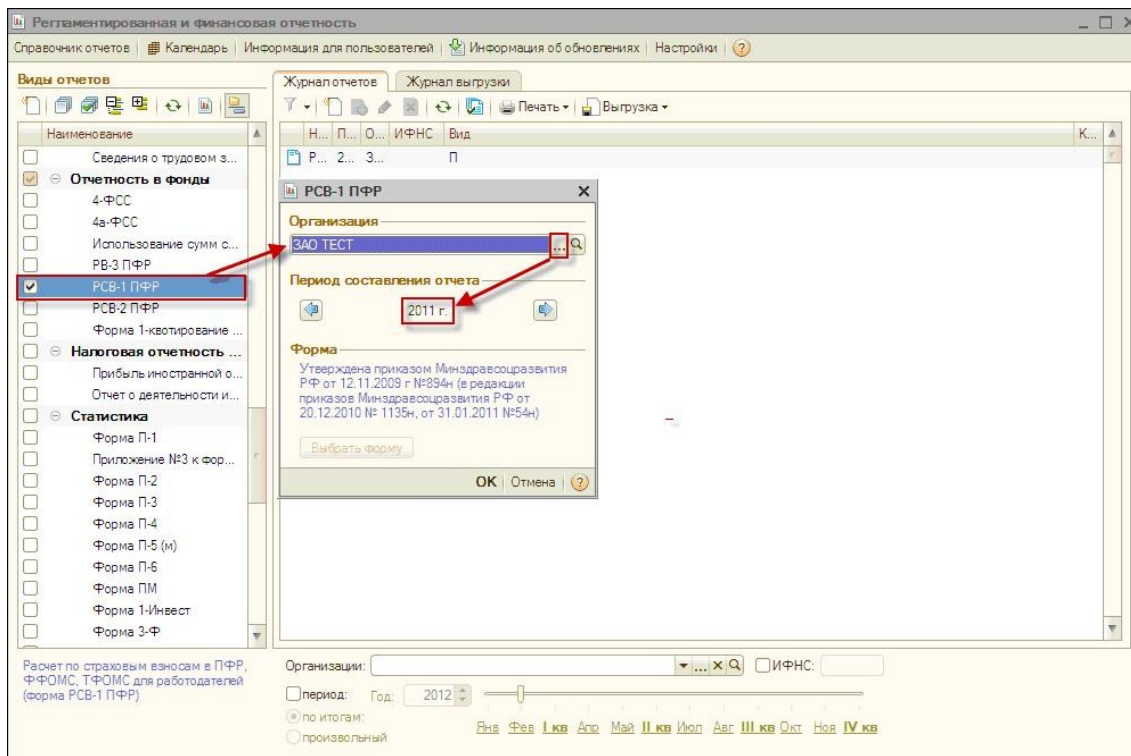 Регламентированная и финансовая отчетность
Справочник отчетов Календарь Информация для пользователей Информация об обновлениях Настройки ?
Виды отчетов
Наименование
Сведения о трудовом з...
Отчетность в фонды
4-ФСС
4а-ФСС
Использование сумм с...
РВ-3 ПФР
РСВ-1 ПФР
РСВ-2 ПФР
Форма 1-квотирование ...
Налоговая отчетность ...
Прибыль иностранной о...
Отчет о деятельности и...
Статистика
Форма П-1
Приложение №3 к фор...
Форма П-2
Форма П-3
Форма П-4
Форма П-5 (м)
Форма П-6
Форма ПМ
Форма 1-Инвест
Форма 3-Ф
Расчет по страховым взносам в ПФР,
ФФОМС, ТФОМС для работодателей
(форма РСВ-1 ПФР)
Журнал отчетов Журнал выгрузки
Печать Выгрузка
Н... П... О... ИФНС Вид К...
Р... 2... З... П
РСВ-1 ПФР
Организация
ЗАО ТЕСТ ...
Период составления отчета
2011 г.
Форма
Утверждена приказом Минздравсоцразвития
РФ от 12.11.2009 г №894н (в редакции
приказов Минздравсоцразвития РФ от
20.12.2010 № 1135н, от 31.01.2011 №54н)
Выбрать форму
OK Отмена ?
Организации: ... ИФНС:
период: Год: 2012
по итогам:
произвольный
Янв Фев I кв Апр Май II кв Июл Авг III кв Окт Ноя IV кв